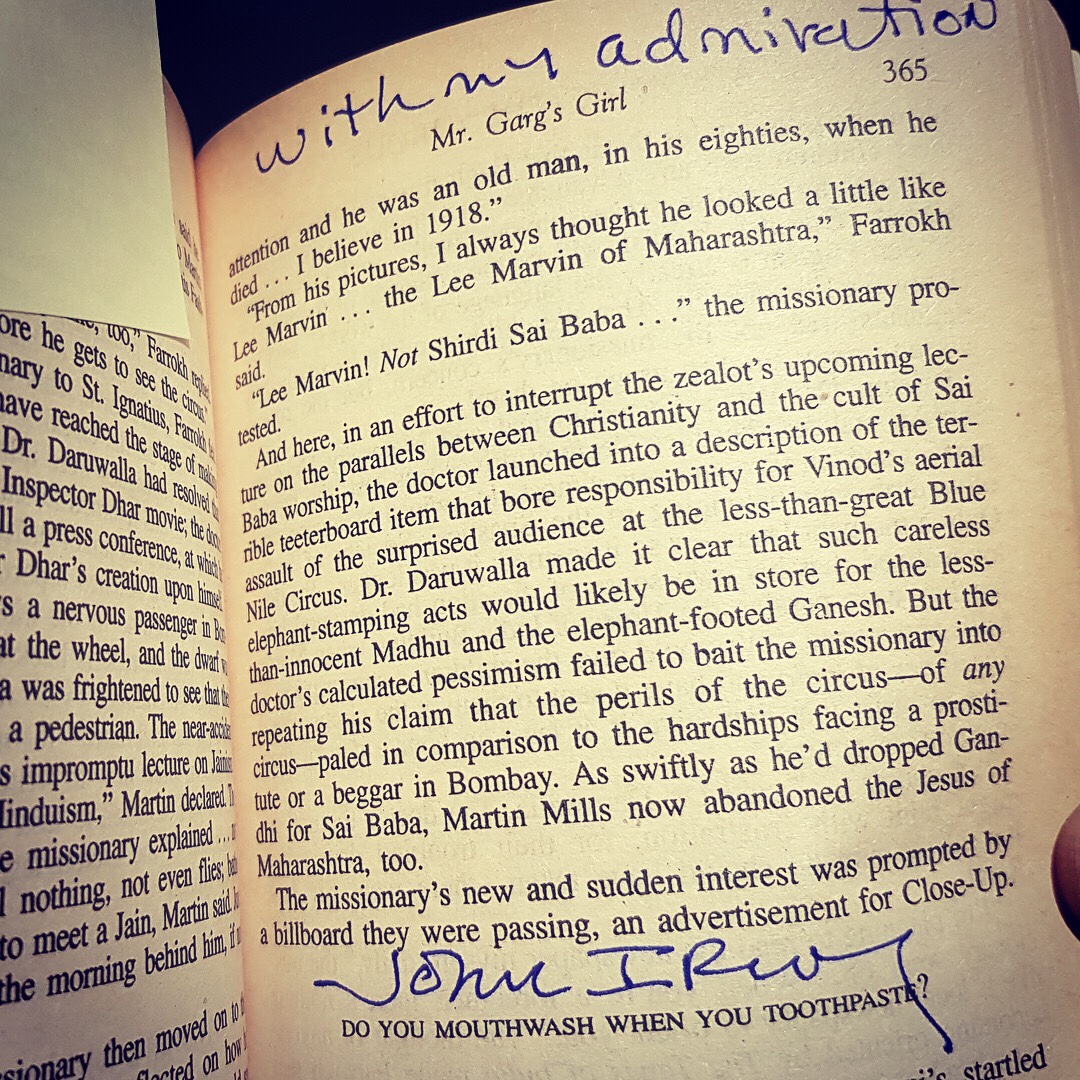 ore he gets to see the circus,
nary to St. Ignatius, Farrokh
have reached the stage of
Dr. Daruwalla had resolved
Inspector Dhar movie; the
ll a press conference, at which
r Dhar's creation upon
s a nervous passenger in
at the wheel, and the dwarf
a was frightened to see that
a pedestrian. The
s impromptu lecture on
Hinduism," Martin declared.
e missionary explained ...
l nothing, not even flies;
to meet a Jain, Martin said.
the morning behind him, if
sionary then moved on to
flected on how
with my admiration
Mr. Garg's Girl 365
attention and he was an old man, in his eighties, when he
died . . . I believe in 1918."
"From his pictures, I always thought he looked a little like
Lee Marvin . . . the Lee Marvin of Maharashtra," Farrokh
said.
"Lee Marvin! Not Shirdi Sai Baba . . ." the missionary pro-
tested.
And here, in an effort to interrupt the zealot's upcoming lec-
ture on the parallels between Christianity and the cult of Sai
Baba worship, the doctor launched into a description of the ter-
rible teeterboard item that bore responsibility for Vinod's aerial
assault of the surprised audience at the less-than-great Blue
Nile Circus. Dr. Daruwalla made it clear that such careless
elephant-stamping acts would likely be in store for the less-
than-innocent Madhu and the elephant-footed Ganesh. But the
doctor's calculated pessimism failed to bait the missionary into
repeating his claim that the perils of the circus—of any
circus—paled in comparison to the hardships facing a prosti-
tute or a beggar in Bombay. As swiftly as he'd dropped Gan-
dhi for Sai Baba, Martin Mills now abandoned the Jesus of
Maharashtra, too.
The missionary's new and sudden interest was prompted by
a billboard they were passing, an advertisement for Close-Up.
John Irving
DO YOU MOUTHWASH WHEN YOU TOOTHPASTE?
startled